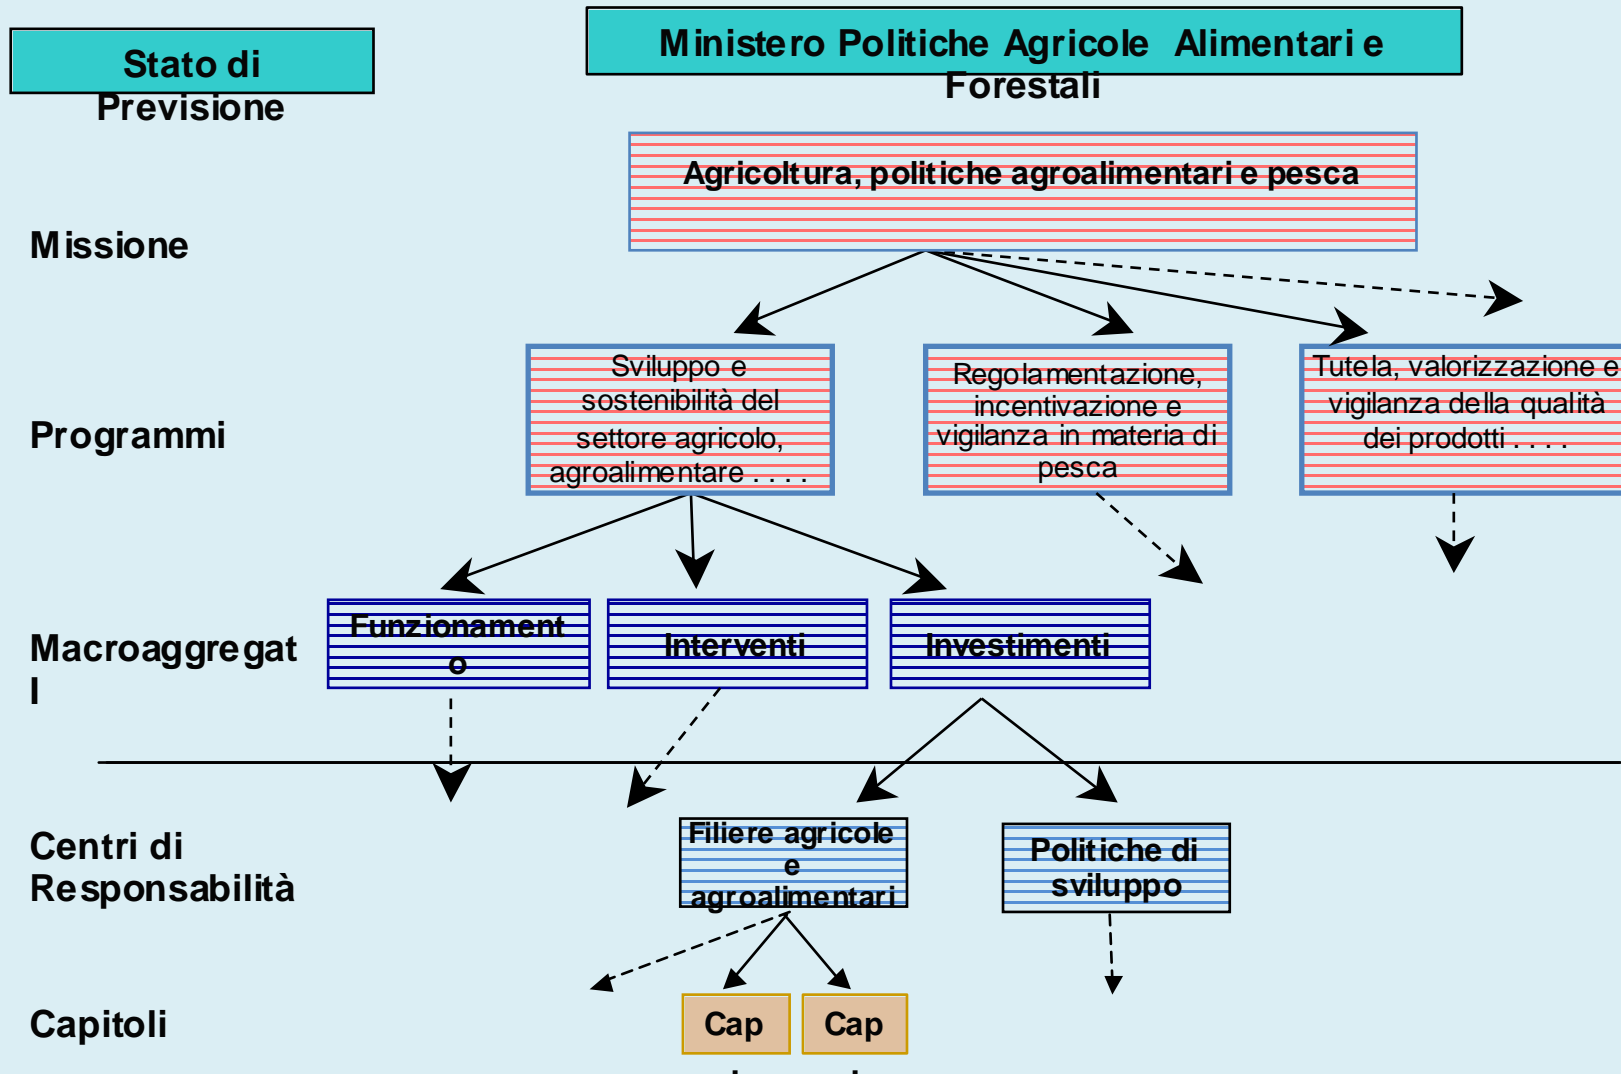 Stato di
Previsione
Ministero Politiche Agricole Alimentari e
Forestali
Agricoltura, politiche agroalimentari e pesca
Missione
Programmi
Sviluppo e
sostenibilità del
settore agricolo,
agroalimentare . . . .
Regolamentazione,
incentivazione e
vigilanza in materia di
pesca
Tutela, valorizzazione e
vigilanza della qualità
dei prodotti . . . .
Macroaggregat
I
Funzionament
o
Interventi
Investimenti
Centri di
Responsabilità
Filiere agricole
e
agroalimentari
Politiche di
sviluppo
Capitoli
Cap
Cap